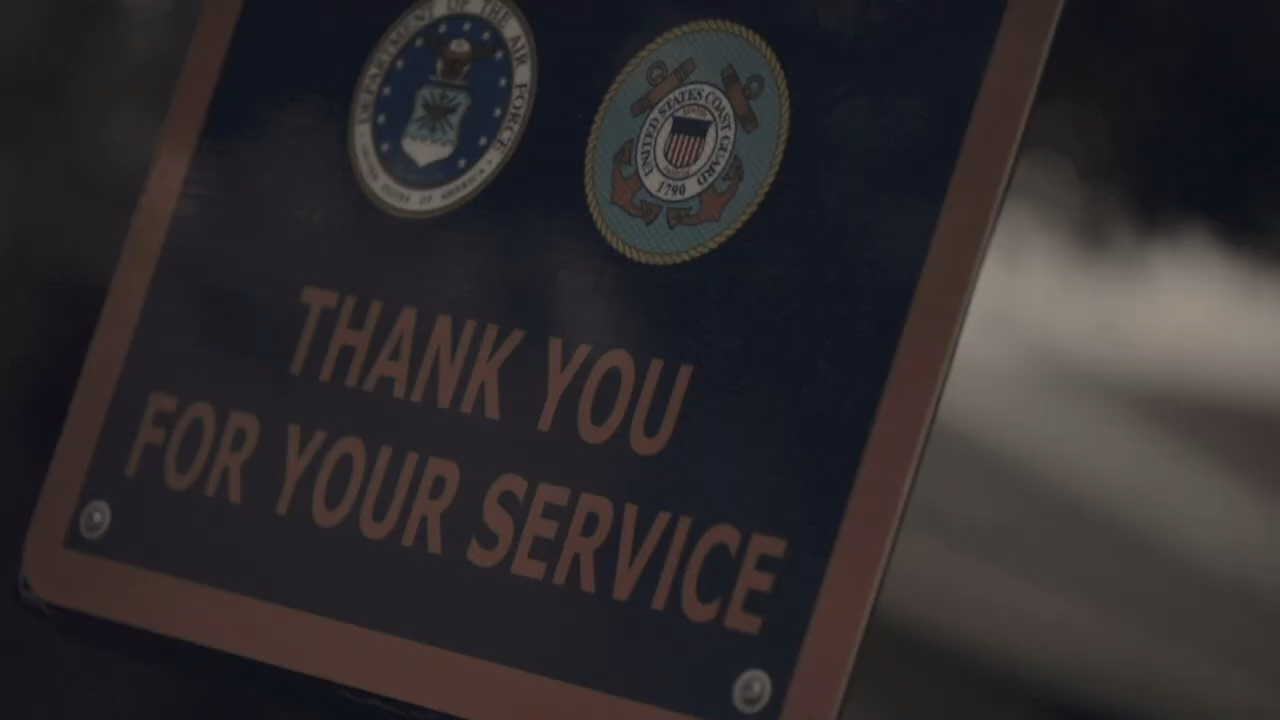 DEPARTMENT OF THE AIR FORCE
UNITED STATES OF AMERICA
UNITED STATES COAST GUARD
1790
THANK YOU
FOR YOUR SERVICE